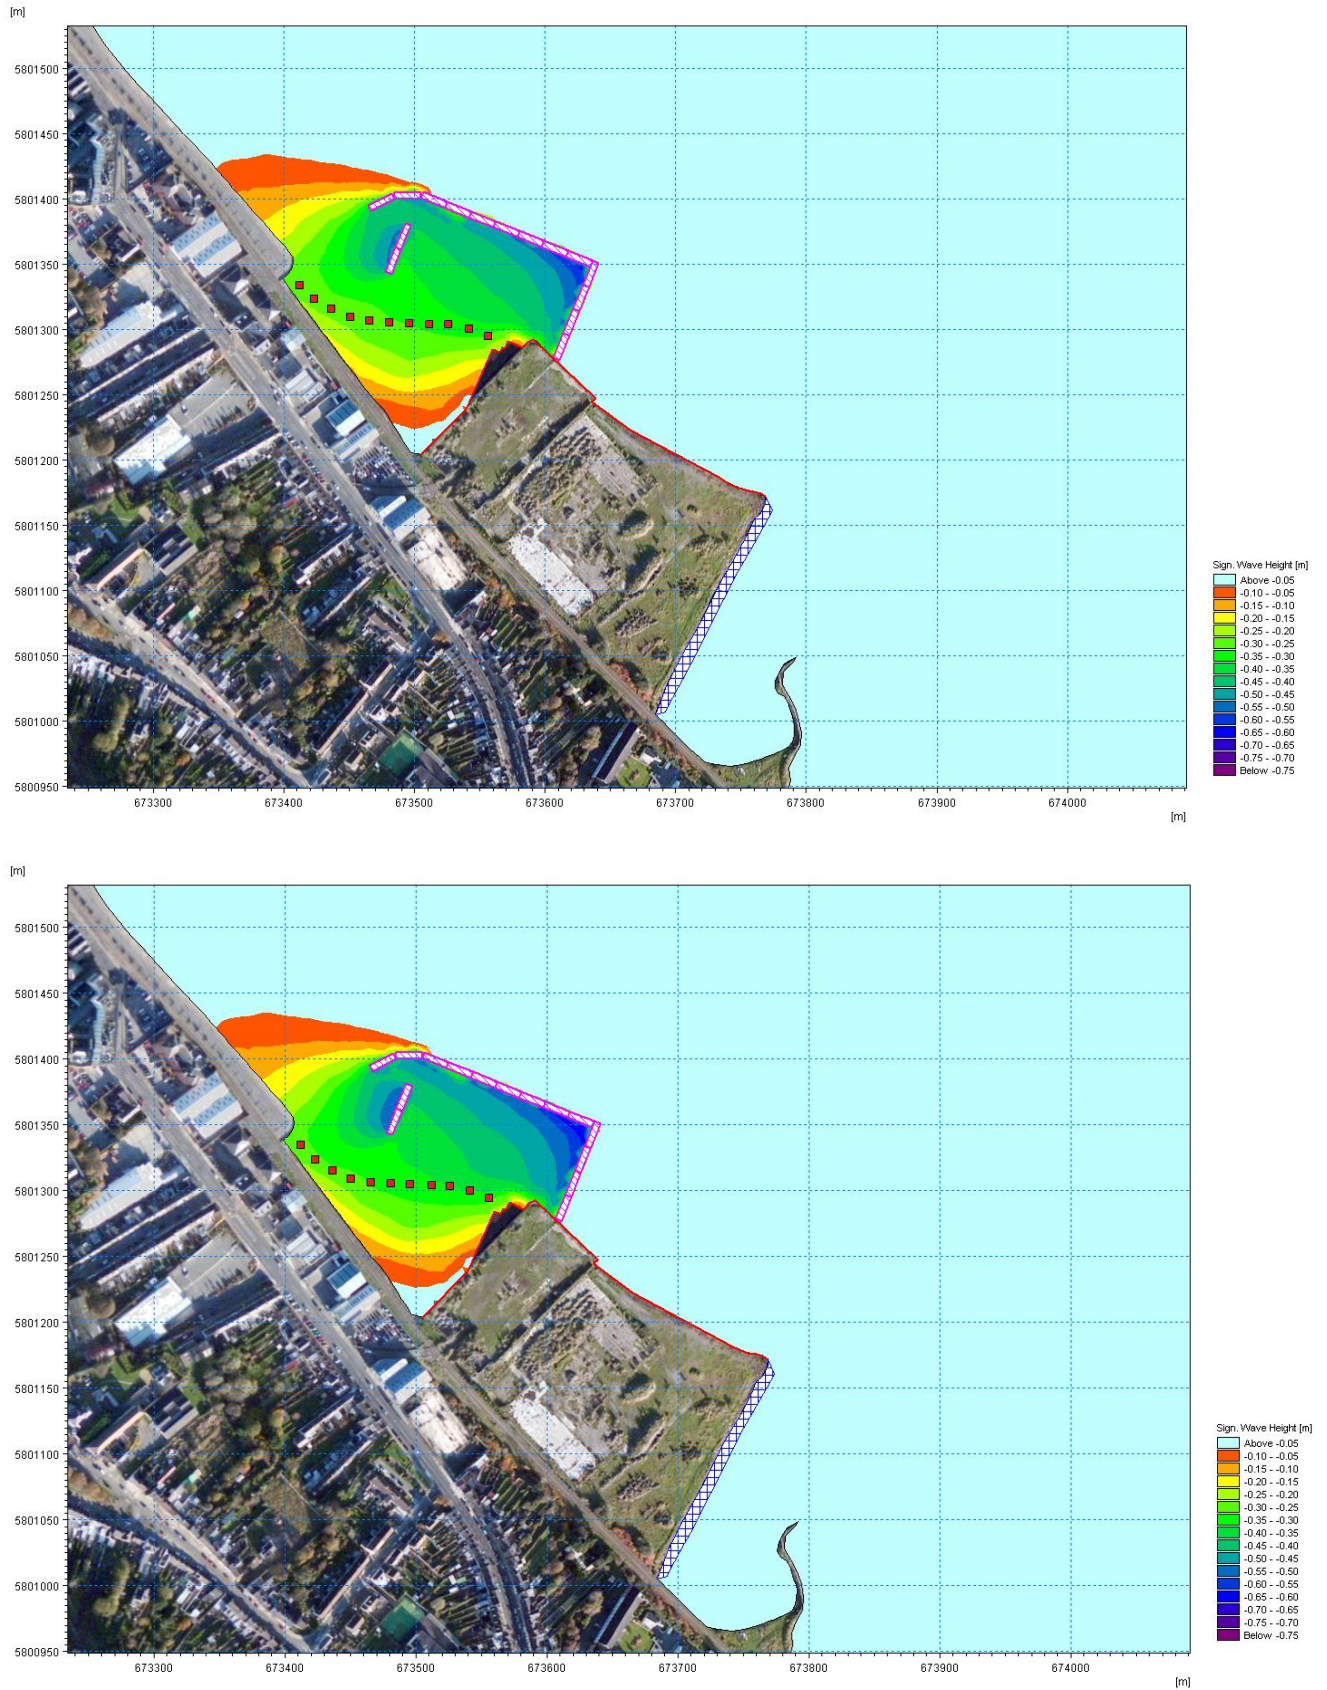 [m]
5801500
5801450
5801400
5801350
5801300
5801250
5801200
5801150
5801100
5801050
5801000
5800950
673300 673400 673500 673600 673700 673800 673900 674000
[m]
Sign. Wave Height [m]
Above -0.05
-0.10 - -0.05
-0.15 - -0.10
-0.20 - -0.15
-0.25 - -0.20
-0.30 - -0.25
-0.35 - -0.30
-0.40 - -0.35
-0.45 - -0.40
-0.50 - -0.45
-0.55 - -0.50
-0.60 - -0.55
-0.65 - -0.60
-0.70 - -0.65
-0.75 - -0.70
Below -0.75
[m]
5801500
5801450
5801400
5801350
5801300
5801250
5801200
5801150
5801100
5801050
5801000
5800950
673300 673400 673500 673600 673700 673800 673900 674000
[m]
Sign. Wave Height [m]
Above -0.05
-0.10 - -0.05
-0.15 - -0.10
-0.20 - -0.15
-0.25 - -0.20
-0.30 - -0.25
-0.35 - -0.30
-0.40 - -0.35
-0.45 - -0.40
-0.50 - -0.45
-0.55 - -0.50
-0.60 - -0.55
-0.65 - -0.60
-0.70 - -0.65
-0.75 - -0.70
Below -0.75